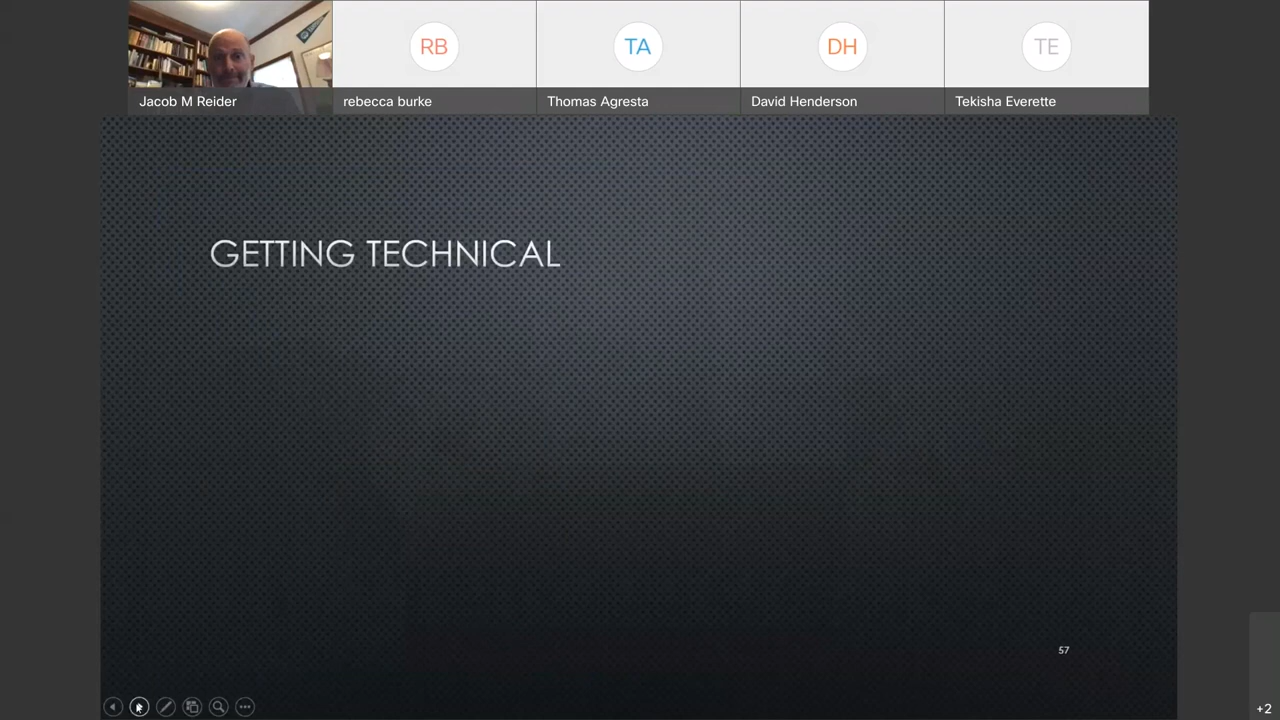 RB
TA
DH
TE
Jacob M Reider
rebecca burke
Thomas Agresta
David Henderson
Tekisha Everette
GETTING TECHNICAL
57
+2